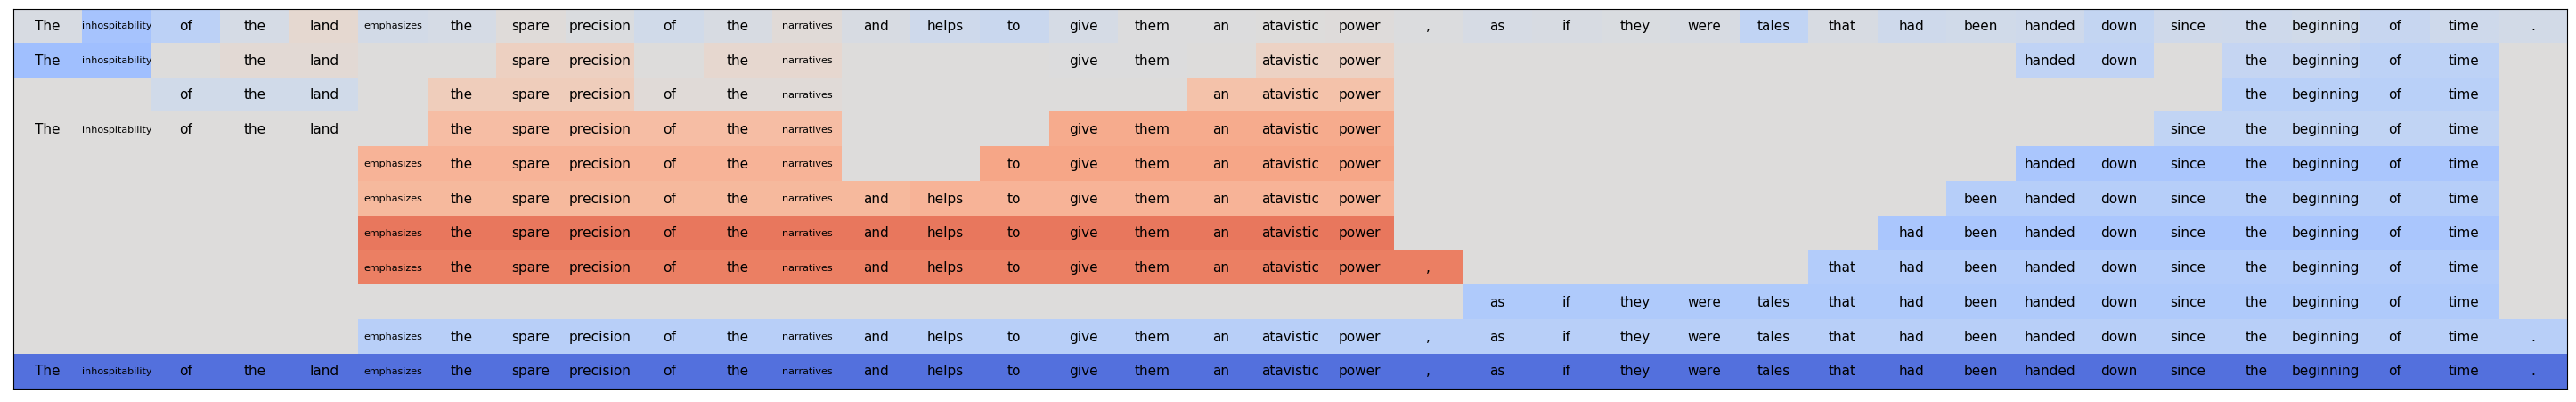 The inhospitability of the land emphasizes the spare precision of the narratives and helps to give them an atavistic power , as if they were tales that had been handed down since the beginning of time .
The inhospitability the land spare precision the narratives give them atavistic power handed down the beginning of time
of the land the spare precision of the narratives an atavistic power the beginning of time
The inhospitability of the land the spare precision of the narratives give them an atavistic power since the beginning of time
emphasizes the spare precision of the narratives to give them an atavistic power handed down since the beginning of time
emphasizes the spare precision of the narratives and helps to give them an atavistic power been handed down since the beginning of time
emphasizes the spare precision of the narratives and helps to give them an atavistic power had been handed down since the beginning of time
emphasizes the spare precision of the narratives and helps to give them an atavistic power , that had been handed down since the beginning of time
as if they were tales that had been handed down since the beginning of time
emphasizes the spare precision of the narratives and helps to give them an atavistic power , as if they were tales that had been handed down since the beginning of time .
The inhospitability of the land emphasizes the spare precision of the narratives and helps to give them an atavistic power , as if they were tales that had been handed down since the beginning of time .